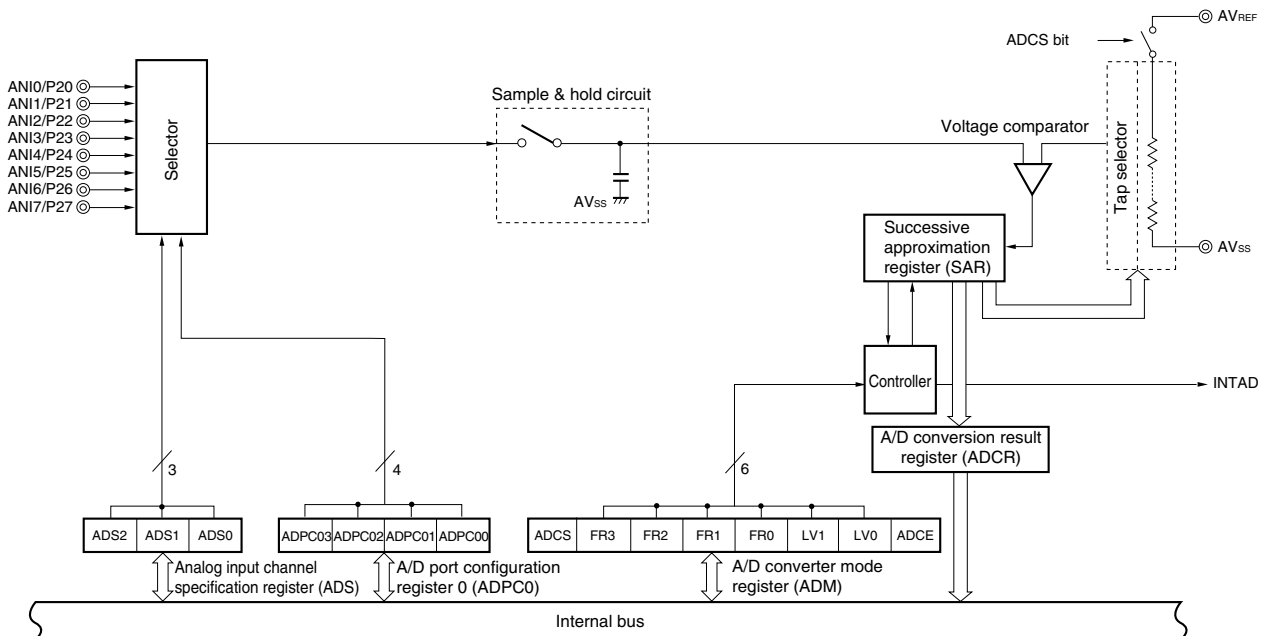 AVREF
ADCS bit
ANI0/P20
ANI1/P21
ANI2/P22
ANI3/P23
ANI4/P24
ANI5/P25
ANI6/P26
ANI7/P27
Selector
Sample & hold circuit
AVSS
Voltage comparator
Tap selector
AVSS
Successive
approximation
register (SAR)
Controller
INTAD
A/D conversion result
register (ADCR)
3
4
6
ADS2 ADS1 ADS0
ADPC03 ADPC02 ADPC01 ADPC00
ADCS FR3 FR2 FR1 FR0 LV1 LV0 ADCE
Analog input channel
specification register (ADS)
A/D port configuration
register 0 (ADPC0)
A/D converter mode
register (ADM)
Internal bus